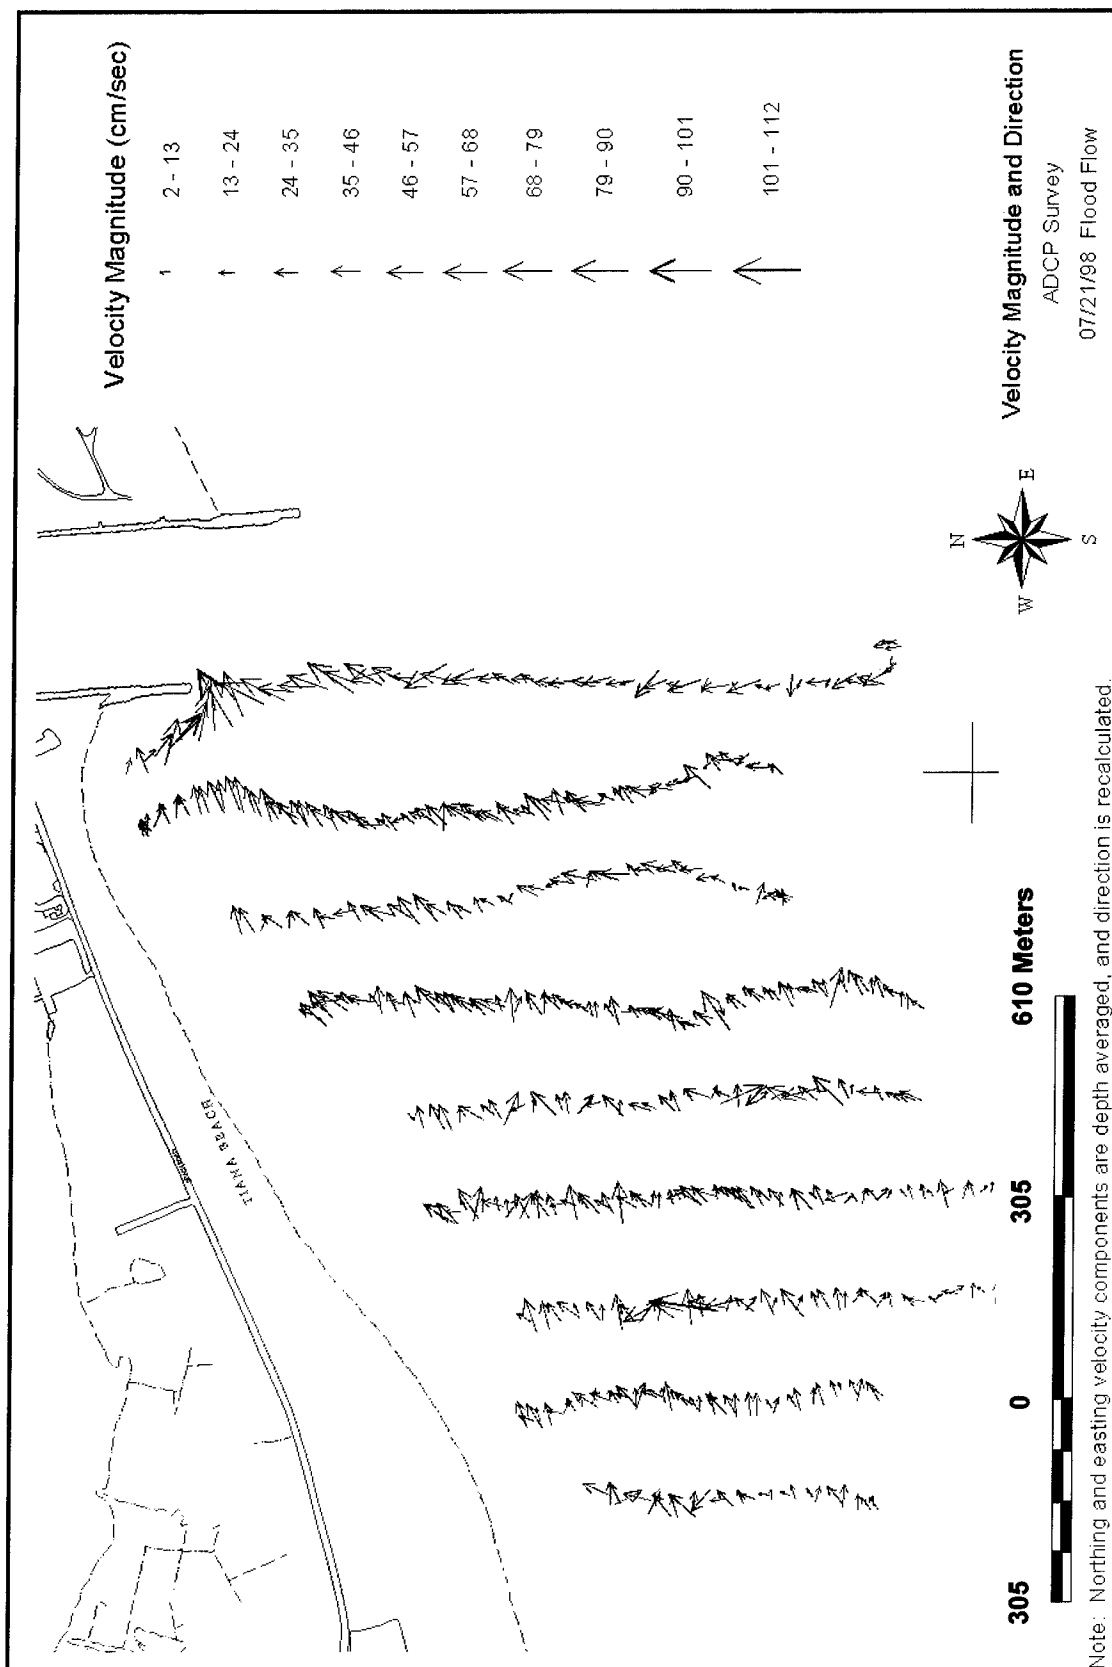 Velocity Magnitude (cm/sec)
2 - 13
13 - 24
24 - 35
35 - 46
46 - 57
57 - 68
68 - 79
79 - 90
90 - 101
101 - 112
TIANA BEACH
N
W
E
S
Velocity Magnitude and Direction
ADCP Survey
07/21/98 Flood Flow
305
0
305
610 Meters
Note: Northing and easting velocity components are depth averaged, and direction is recalculated.